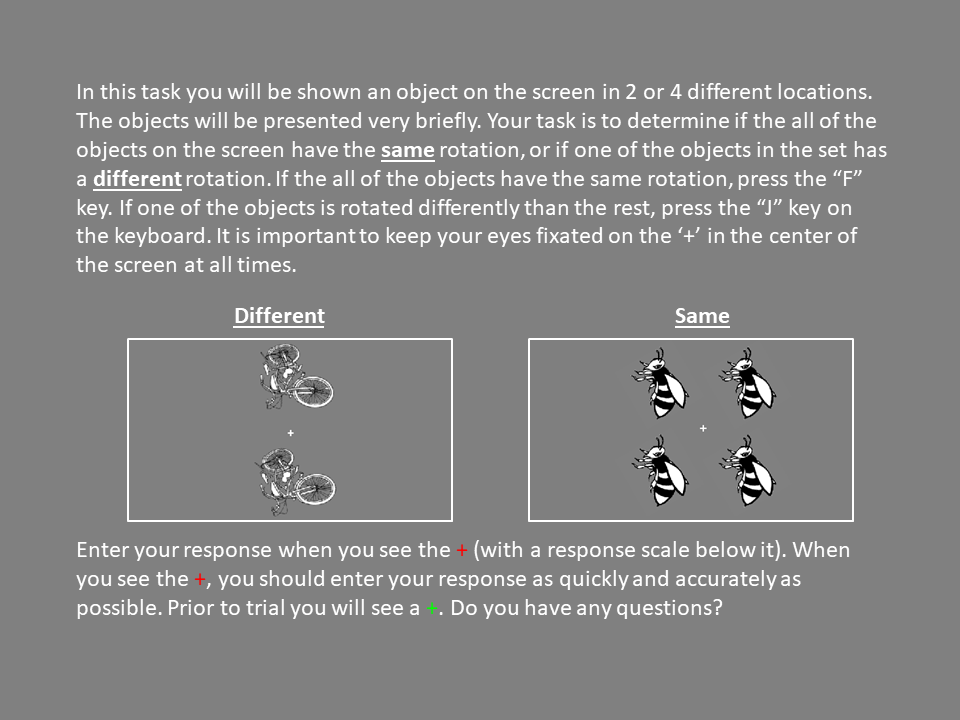 In this task you will be shown an object on the screen in 2 or 4 different locations.
The objects will be presented very briefly. Your task is to determine if the all of the
objects on the screen have the same rotation, or if one of the objects in the set has
a different rotation. If the all of the objects have the same rotation, press the “F”
key. If one of the objects is rotated differently than the rest, press the “J” key on
the keyboard. It is important to keep your eyes fixated on the ‘+’ in the center of
the screen at all times.
Different
Same
+
+
Enter your response when you see the + (with a response scale below it). When
you see the +, you should enter your response as quickly and accurately as
possible. Prior to trial you will see a +. Do you have any questions?